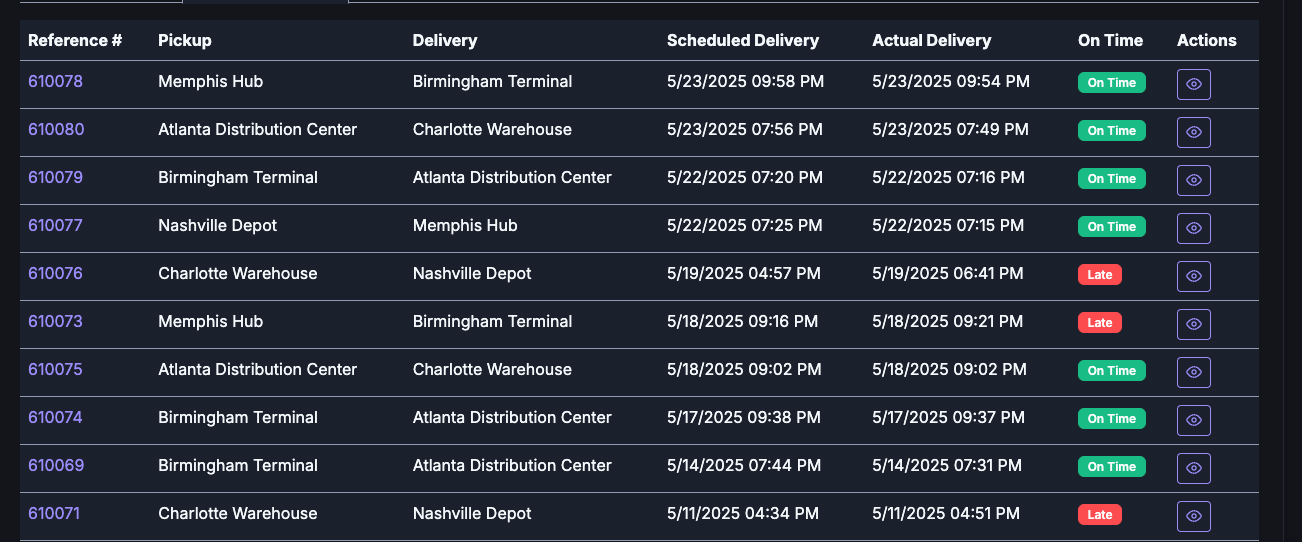 Reference # Pickup Delivery Scheduled Delivery Actual Delivery On Time Actions
610078 Memphis Hub Birmingham Terminal 5/23/2025 09:58 PM 5/23/2025 09:54 PM On Time
610080 Atlanta Distribution Center Charlotte Warehouse 5/23/2025 07:56 PM 5/23/2025 07:49 PM On Time
610079 Birmingham Terminal Atlanta Distribution Center 5/22/2025 07:20 PM 5/22/2025 07:16 PM On Time
610077 Nashville Depot Memphis Hub 5/22/2025 07:25 PM 5/22/2025 07:15 PM On Time
610076 Charlotte Warehouse Nashville Depot 5/19/2025 04:57 PM 5/19/2025 06:41 PM Late
610073 Memphis Hub Birmingham Terminal 5/18/2025 09:16 PM 5/18/2025 09:21 PM Late
610075 Atlanta Distribution Center Charlotte Warehouse 5/18/2025 09:02 PM 5/18/2025 09:02 PM On Time
610074 Birmingham Terminal Atlanta Distribution Center 5/17/2025 09:38 PM 5/17/2025 09:37 PM On Time
610069 Birmingham Terminal Atlanta Distribution Center 5/14/2025 07:44 PM 5/14/2025 07:31 PM On Time
610071 Charlotte Warehouse Nashville Depot 5/11/2025 04:34 PM 5/11/2025 04:51 PM Late